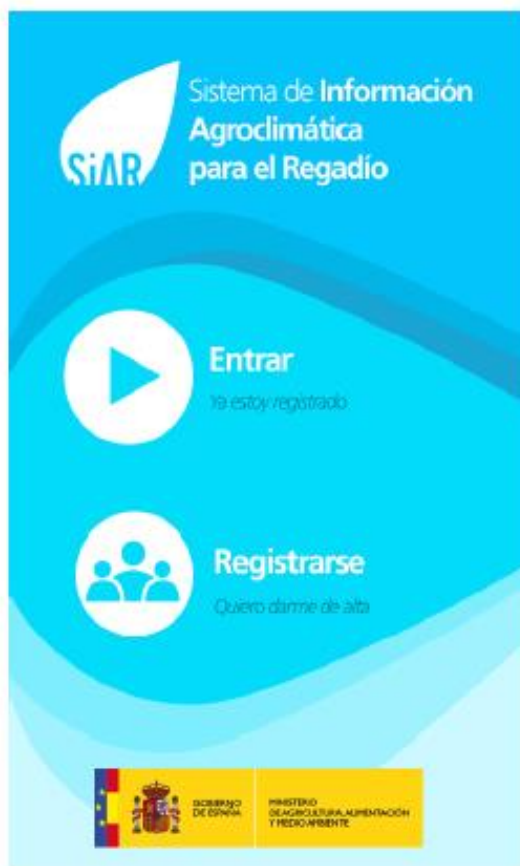 SiAR
Sistema de Información
Agroclimática
para el Regadío
Entrar
Ya estoy registrado
Registrarse
Quiero darme de alta
GOBIERNO
DE ESPAÑA
MINISTERIO
DE AGRICULTURA, ALIMENTACIÓN
Y MEDIO AMBIENTE